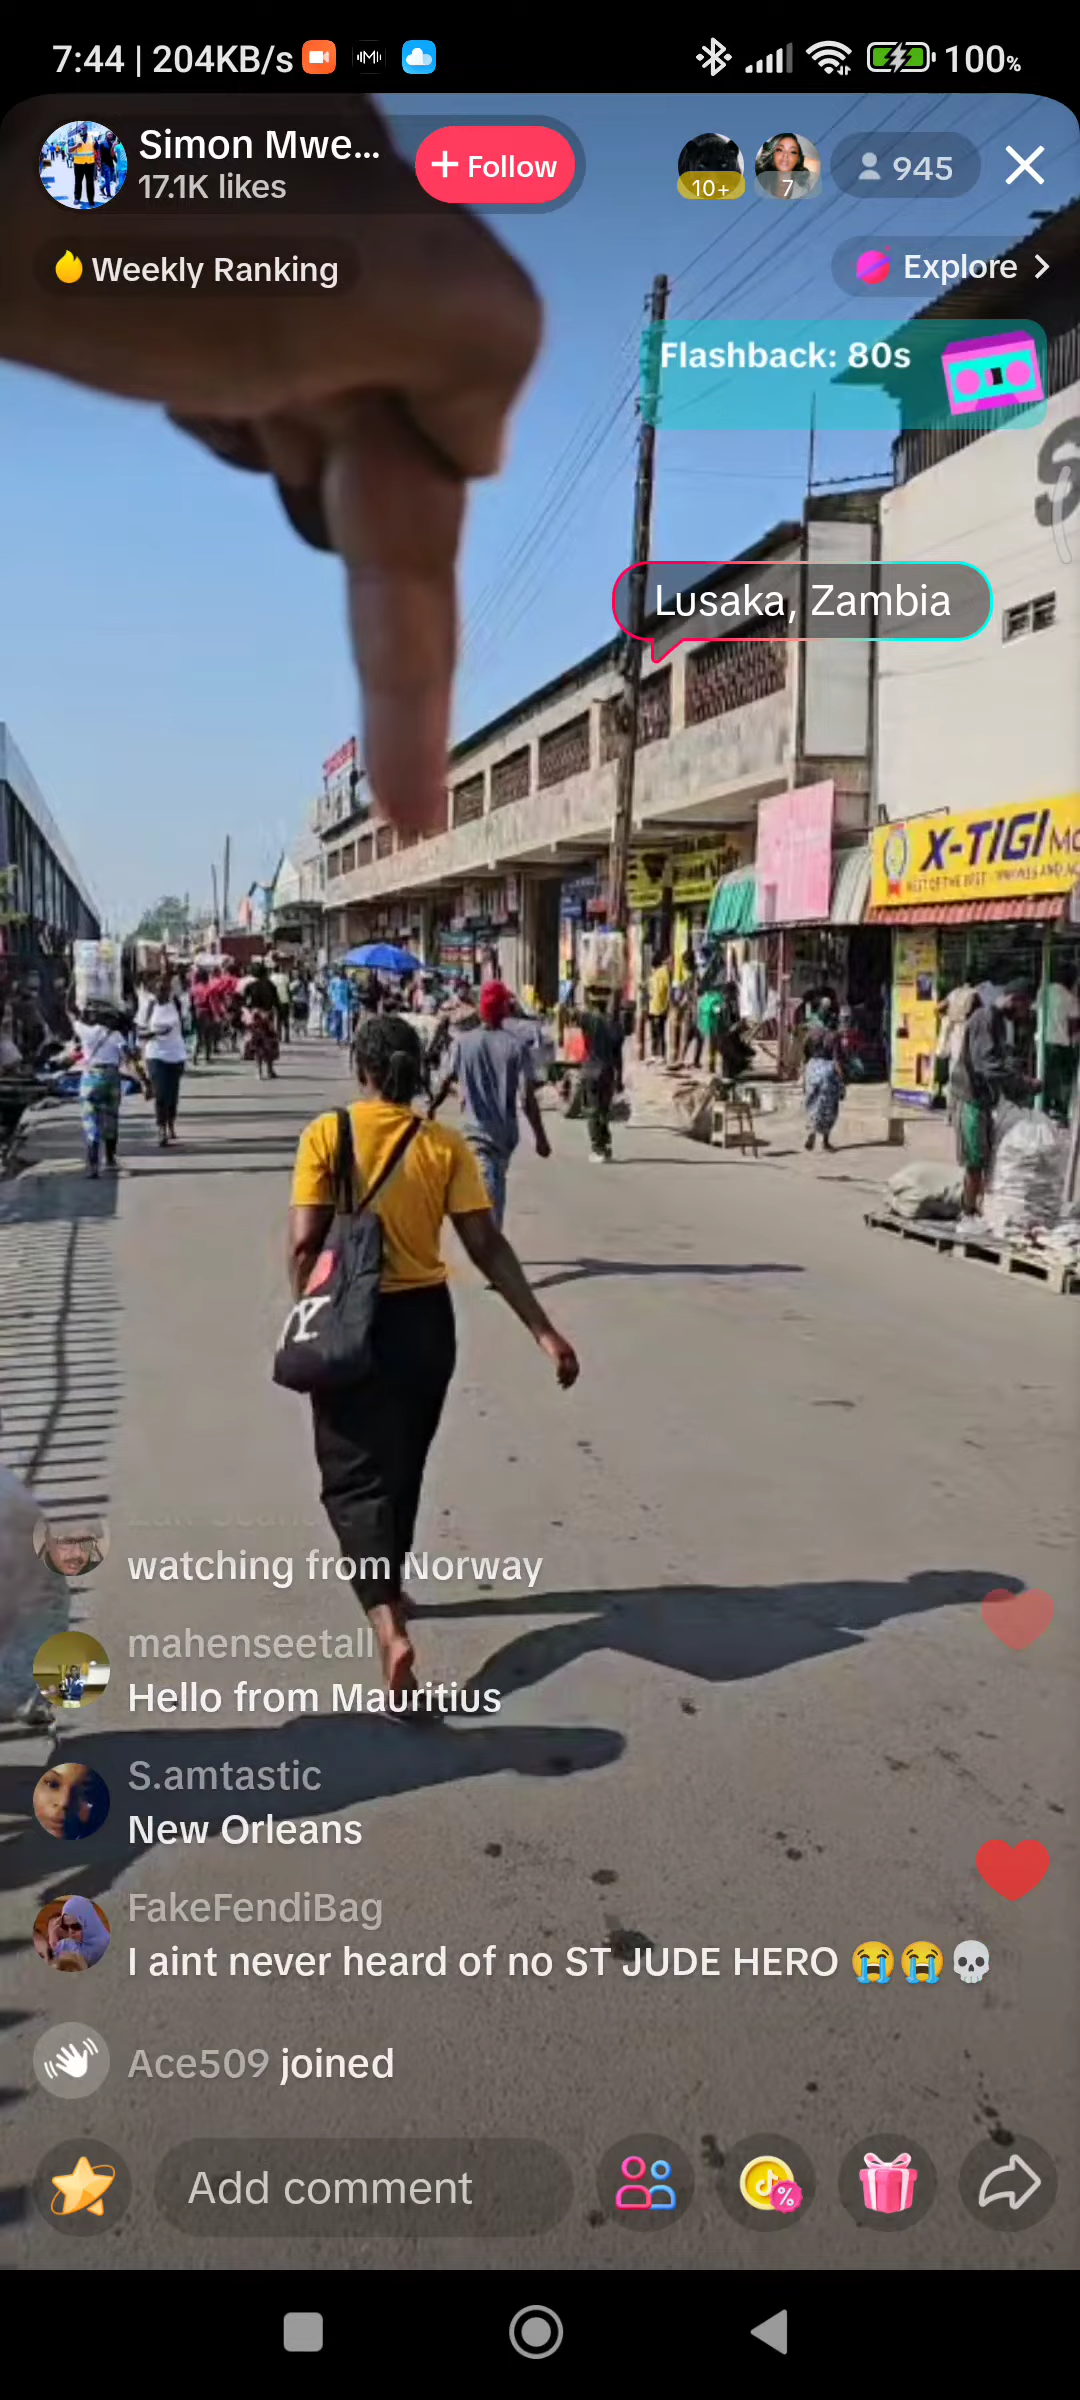 7:44 | 204KB/s
100%
Simon Mwe...
17.1K likes
+ Follow
10+
7
945
Weekly Ranking
Explore >
Flashback: 80s
Lusaka, Zambia
X-TIGI
Y
watching from Norway
mahenseetall
Hello from Mauritius
S.amtastic
New Orleans
FakeFendiBag
I aint never heard of no ST JUDE HERO 😭😭💀
Ace509 joined
Add comment